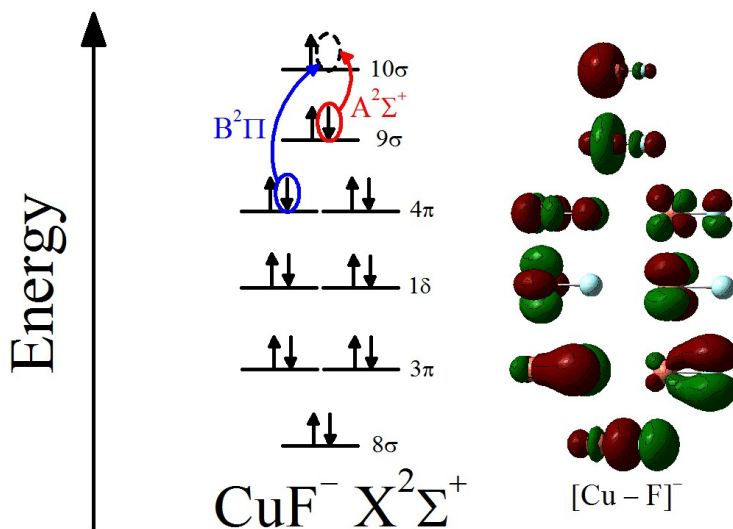 Energy
10σ
A²Σ⁺
B²Π
9σ
4π
1δ
3π
8σ
CuF⁻ X²Σ⁺
[Cu – F]⁻